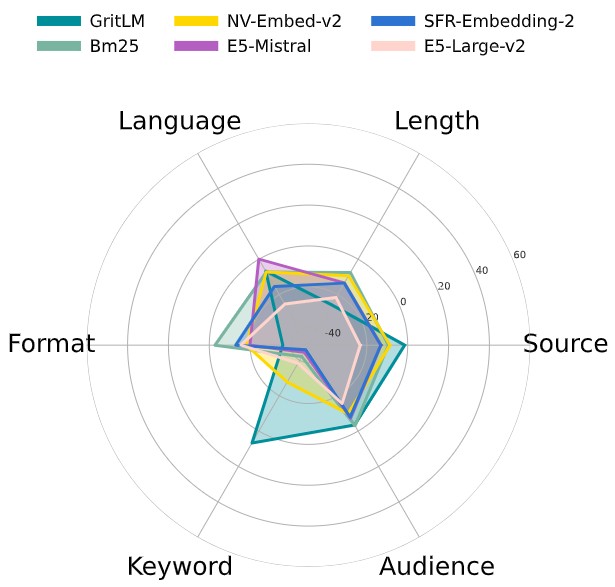 GritLM NV-Embed-v2 SFR-Embedding-2
Bm25 E5-Mistral E5-Large-v2
Language Length
60
40
20
0
20
-40
Format Source
Keyword Audience